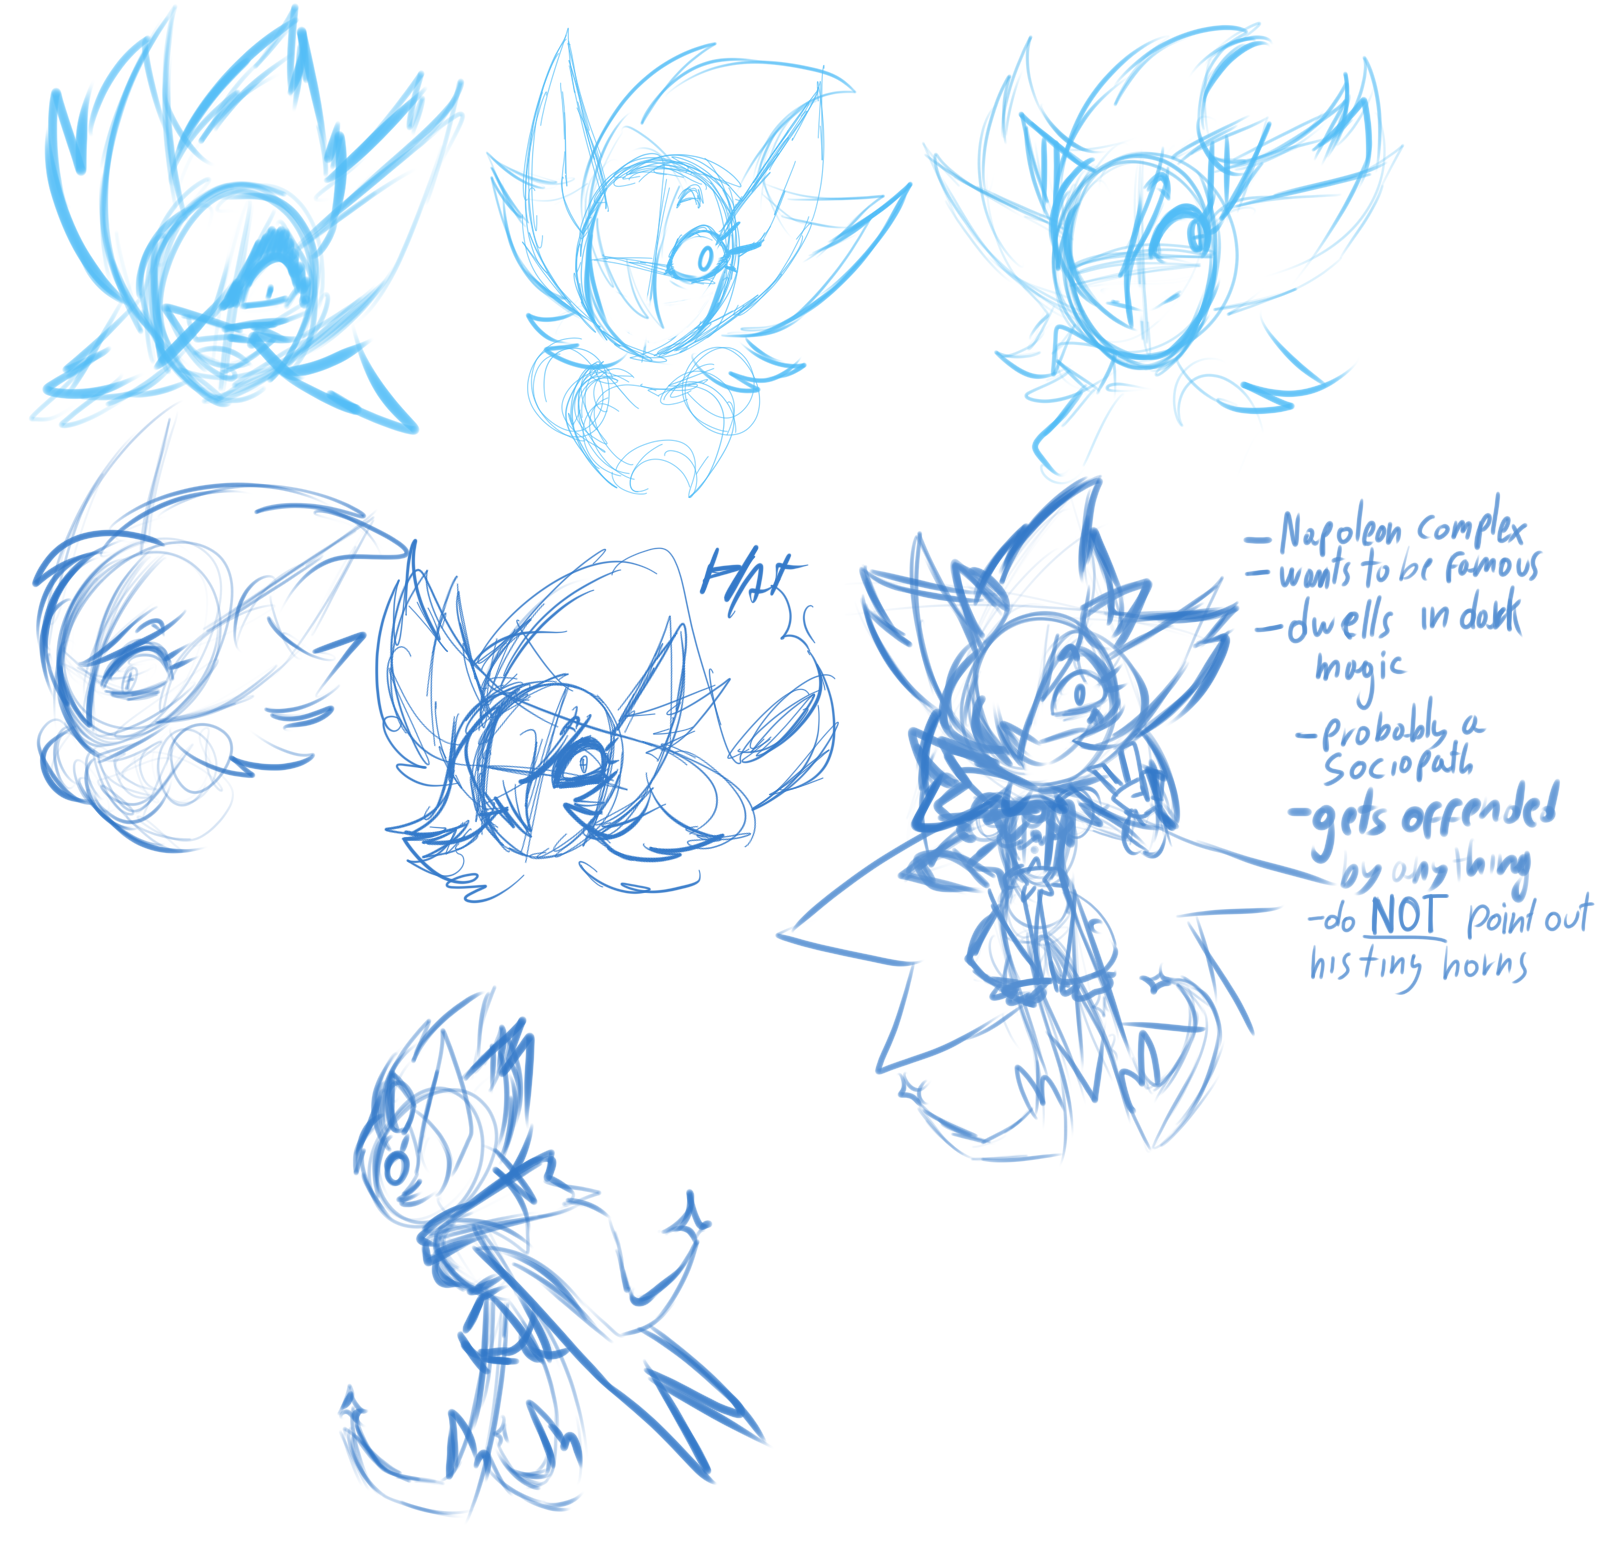 Hat
- Napoleon complex
- wants to be famous
- dwells in dark
magic
- probably a
sociopath
- gets offended
by anything
- do NOT point out
his tiny horns